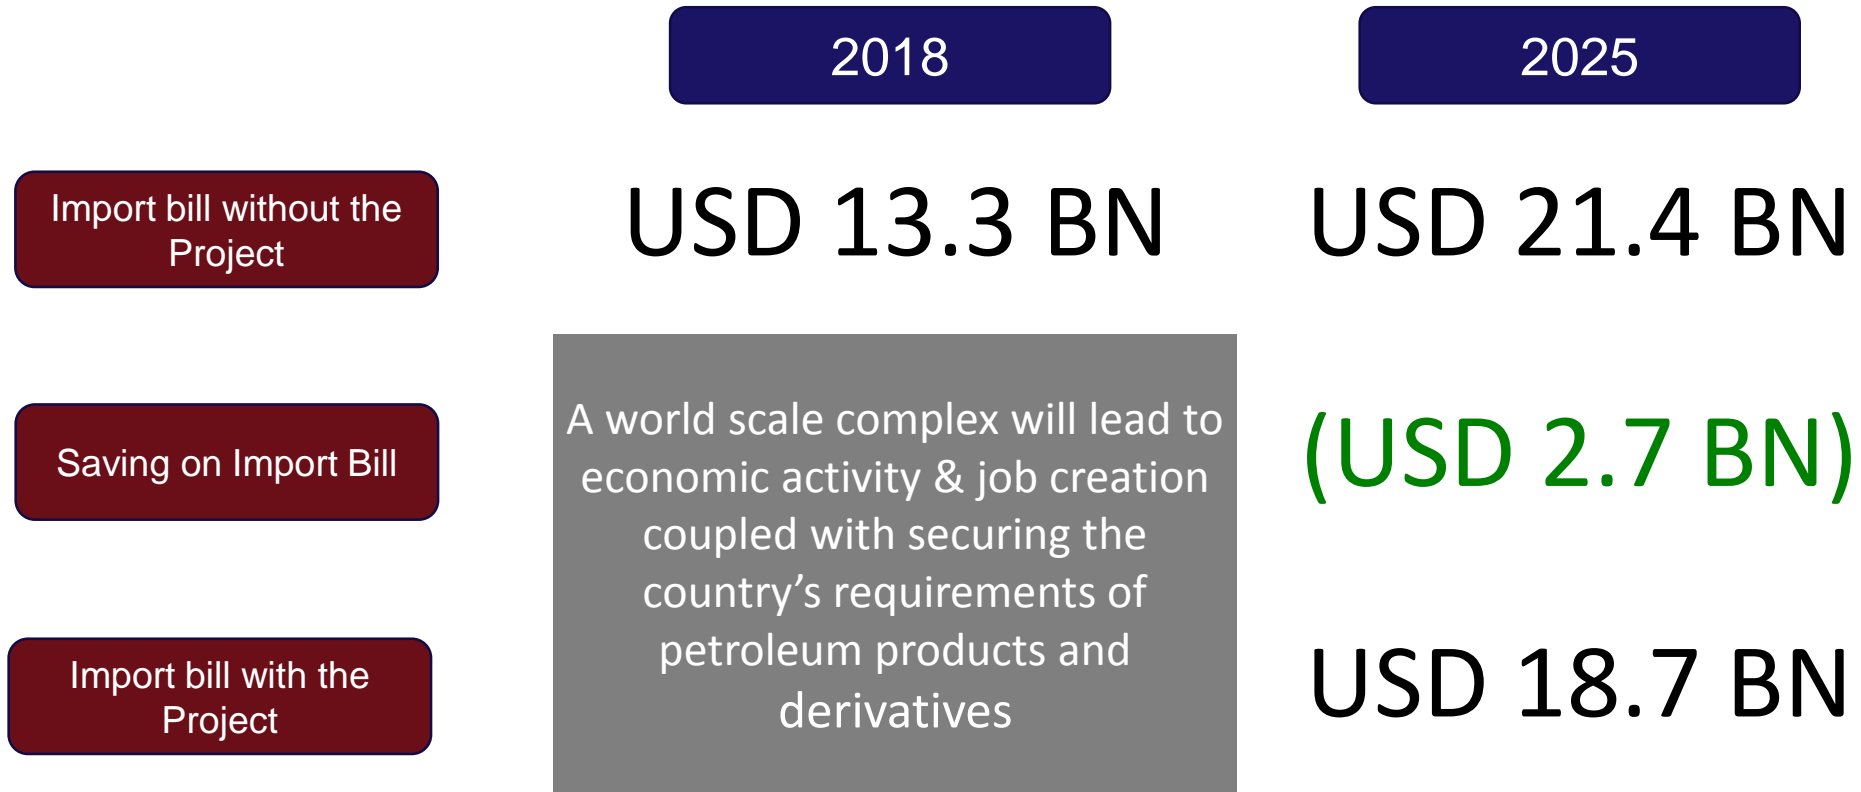 2018
2025
Import bill without the
Project
USD 13.3 BN
USD 21.4 BN
Saving on Import Bill
A world scale complex will lead to
economic activity & job creation
coupled with securing the
country’s requirements of
petroleum products and
derivatives
(USD 2.7 BN)
Import bill with the
Project
USD 18.7 BN